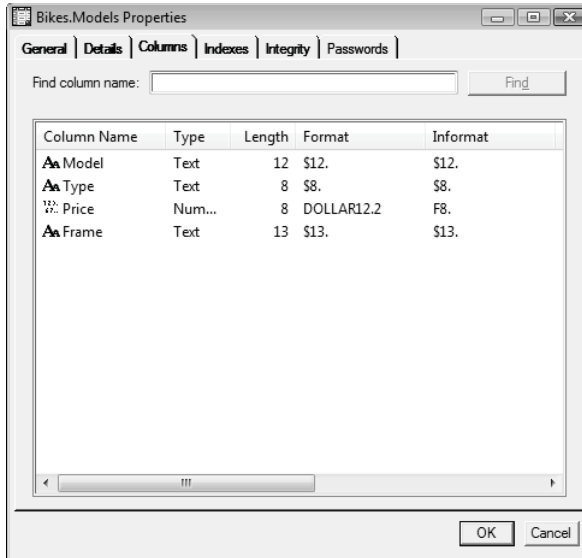 Bikes.Models Properties
General Details Columns Indexes Integrity Passwords
Find column name: Find
Column Name Type Length Format Informat
Model Text 12 $12. $12.
Type Text 8 $8. $8.
Price Num... 8 DOLLAR12.2 F8.
Frame Text 13 $13. $13.
OK Cancel